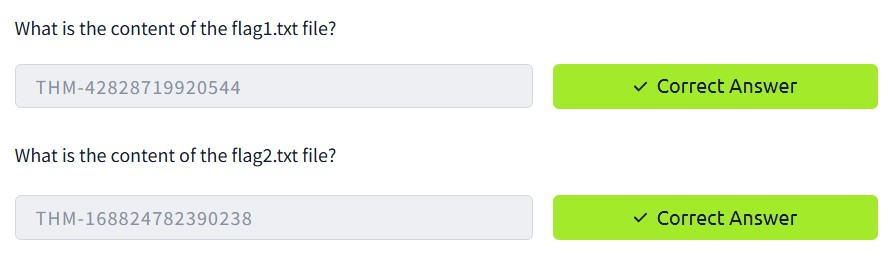 What is the content of the flag1.txt file?
THM-42828719920544
✓ Correct Answer
What is the content of the flag2.txt file?
THM-168824782390238
✓ Correct Answer